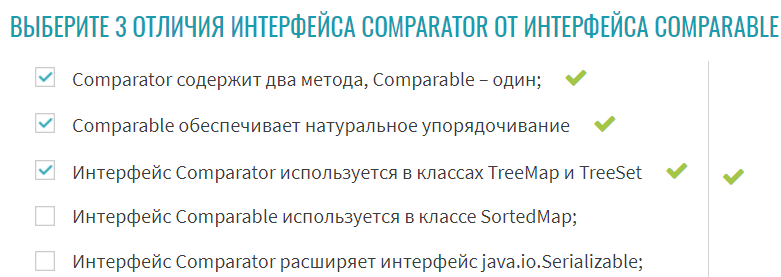 ВЫБЕРИТЕ 3 ОТЛИЧИЯ ИНТЕРФЕЙСА COMPARATOR ОТ ИНТЕРФЕЙСА COMPARABLE
Comparator содержит два метода, Comparable – один;
Comparable обеспечивает натуральное упорядочивание
Интерфейс Comparator используется в классах TreeMap и TreeSet
Интерфейс Comparable используется в классе SortedMap;
Интерфейс Comparator расширяет интерфейс java.io.Serializable;